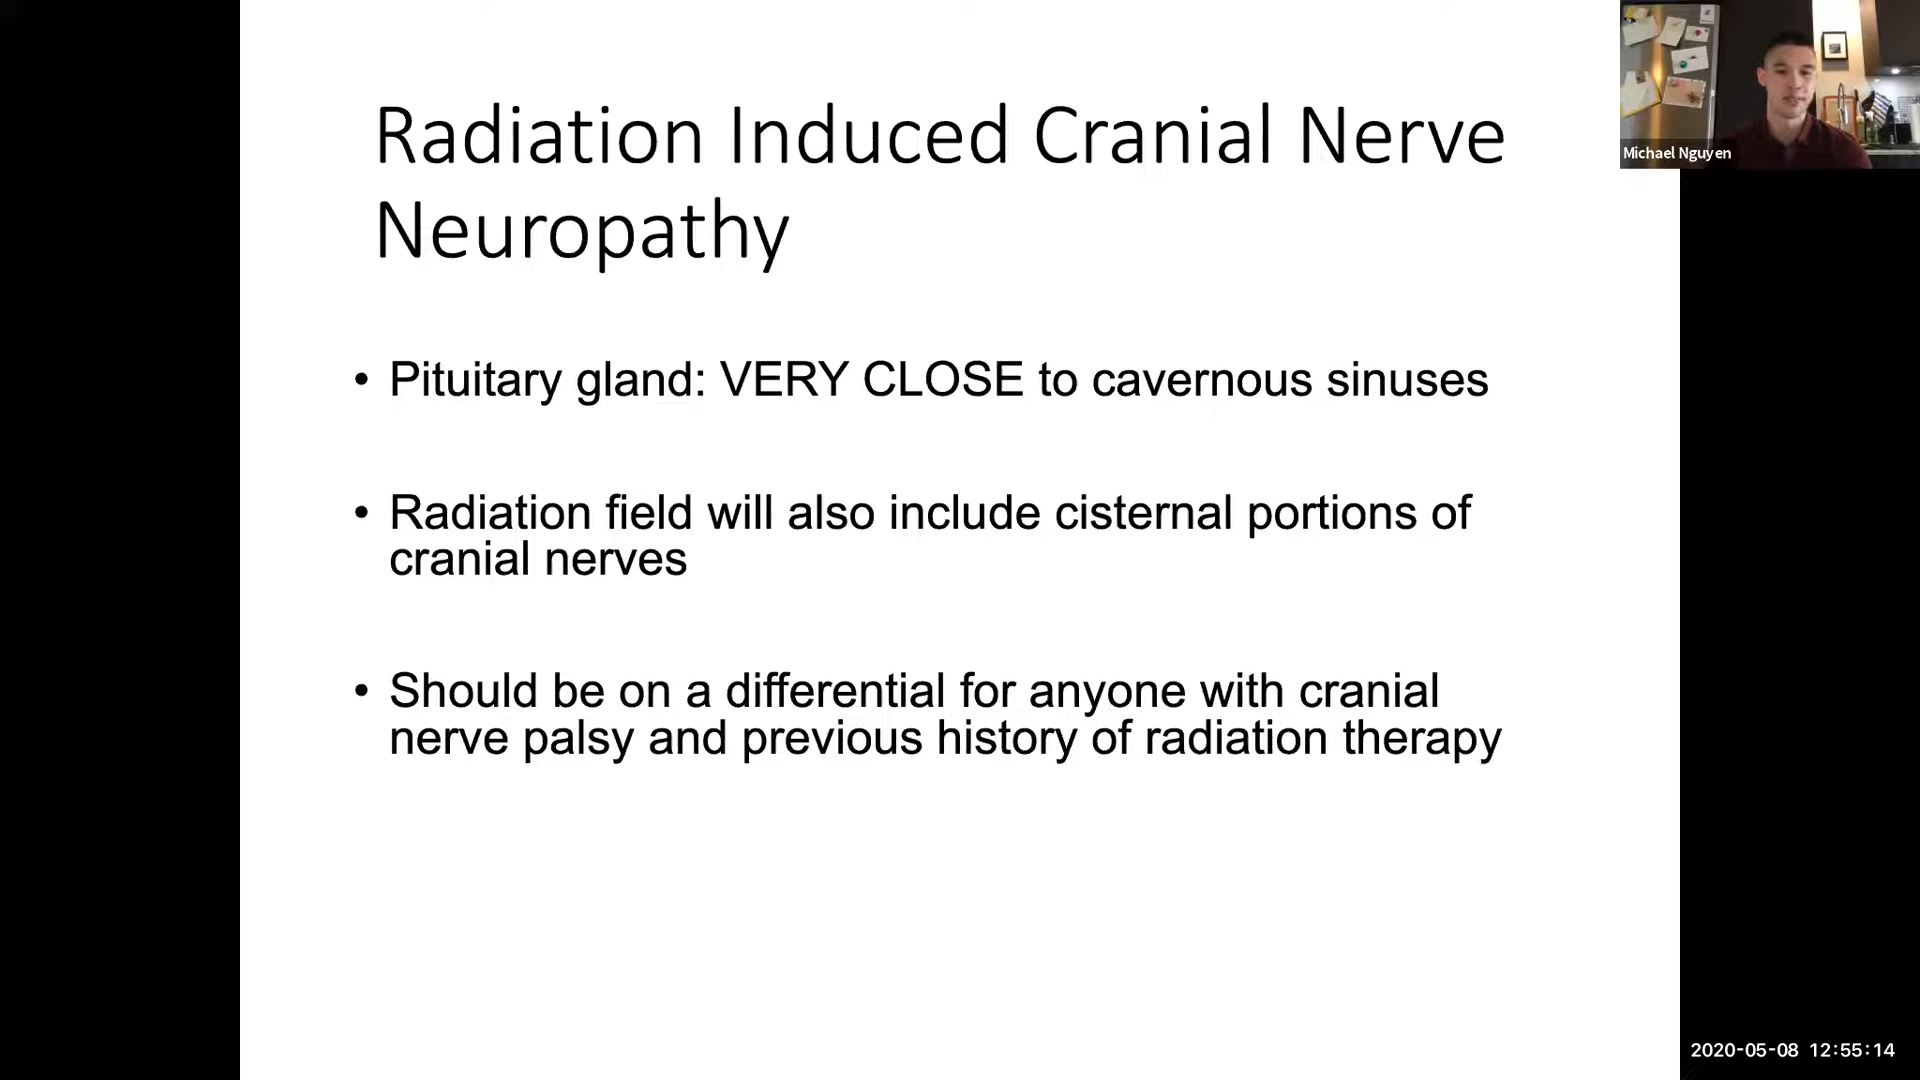 Radiation Induced Cranial Nerve
Neuropathy
• Pituitary gland: VERY CLOSE to cavernous sinuses
• Radiation field will also include cisternal portions of
cranial nerves
• Should be on a differential for anyone with cranial
nerve palsy and previous history of radiation therapy
Michael Nguyen
2020-05-08 12:55:14